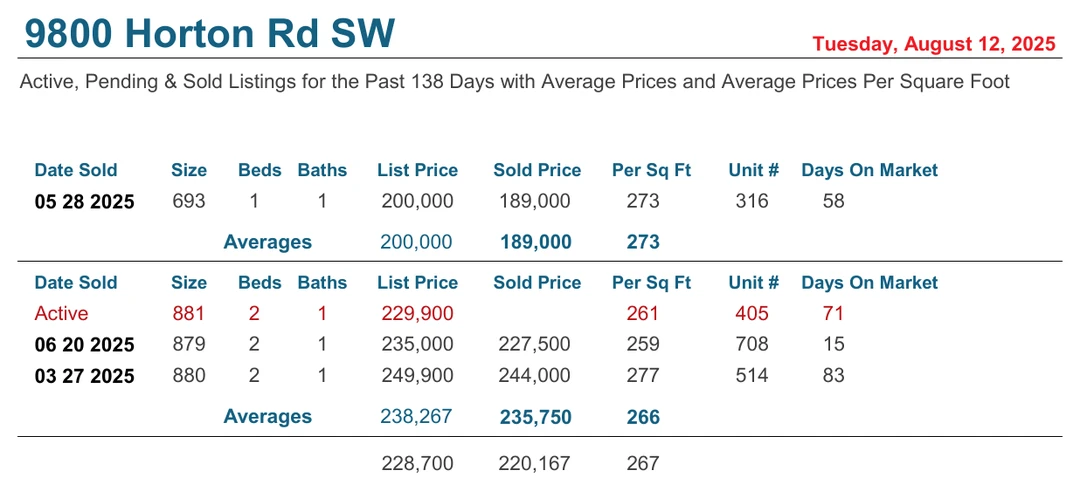 9800 Horton Rd SW
Tuesday, August 12, 2025
Active, Pending & Sold Listings for the Past 138 Days with Average Prices and Average Prices Per Square Foot
Date Sold Size Beds Baths List Price Sold Price Per Sq Ft Unit # Days On Market
05 28 2025 693 1 1 200,000 189,000 273 316 58
Averages 200,000 189,000 273
Date Sold Size Beds Baths List Price Sold Price Per Sq Ft Unit # Days On Market
Active 881 2 1 229,900 261 405 71
06 20 2025 879 2 1 235,000 227,500 259 708 15
03 27 2025 880 2 1 249,900 244,000 277 514 83
Averages 238,267 235,750 266
228,700 220,167 267